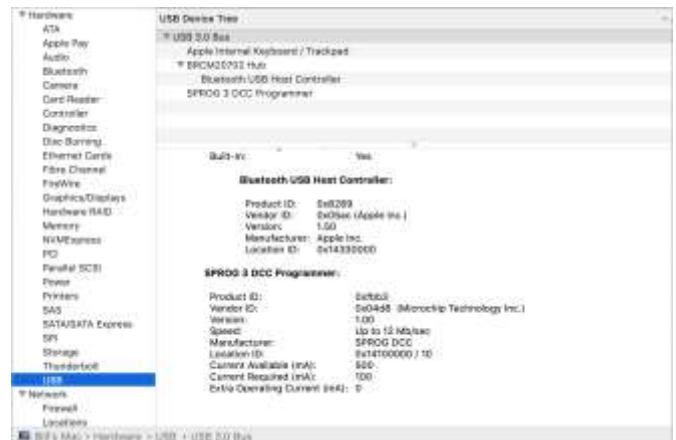 Hardware
ATA
Apple Pay
Audio
Bluetooth
Camera
Card Reader
Controller
Diagnostics
Disc Burning
Ethernet Cards
Fibre Channel
FireWire
Graphics/Displays
Hardware RAID
Memory
NVMExpress
PCI
Parallel SCSI
Power
Printers
SAS
SATA/SATA Express
SPI
Storage
Thunderbolt
USB
Network
Firewall
Locations
USB Device Tree
USB 3.0 Bus
Apple Internal Keyboard / Trackpad
BRCM20702 Hub
Bluetooth USB Host Controller
SPROG 3 DCC Programmer
Built-In: Yes
Bluetooth USB Host Controller:
Product ID: 0x8289
Vendor ID: 0x05ac (Apple Inc.)
Version: 1.50
Manufacturer: Apple Inc.
Location ID: 0x14330000
SPROG 3 DCC Programmer:
Product ID:
Vendor ID: 0x04d8 (Microchip Technology Inc.)
Version: 1.00
Speed: Up to 12 Mb/sec
Manufacturer: SPROG DCC
Location ID: 0x14100000 / 10
Current Available (mA): 500
Current Required (mA): 100
Extra Operating Current (mA): 0
Bill's Mac › Hardware › USB › USB 3.0 Bus